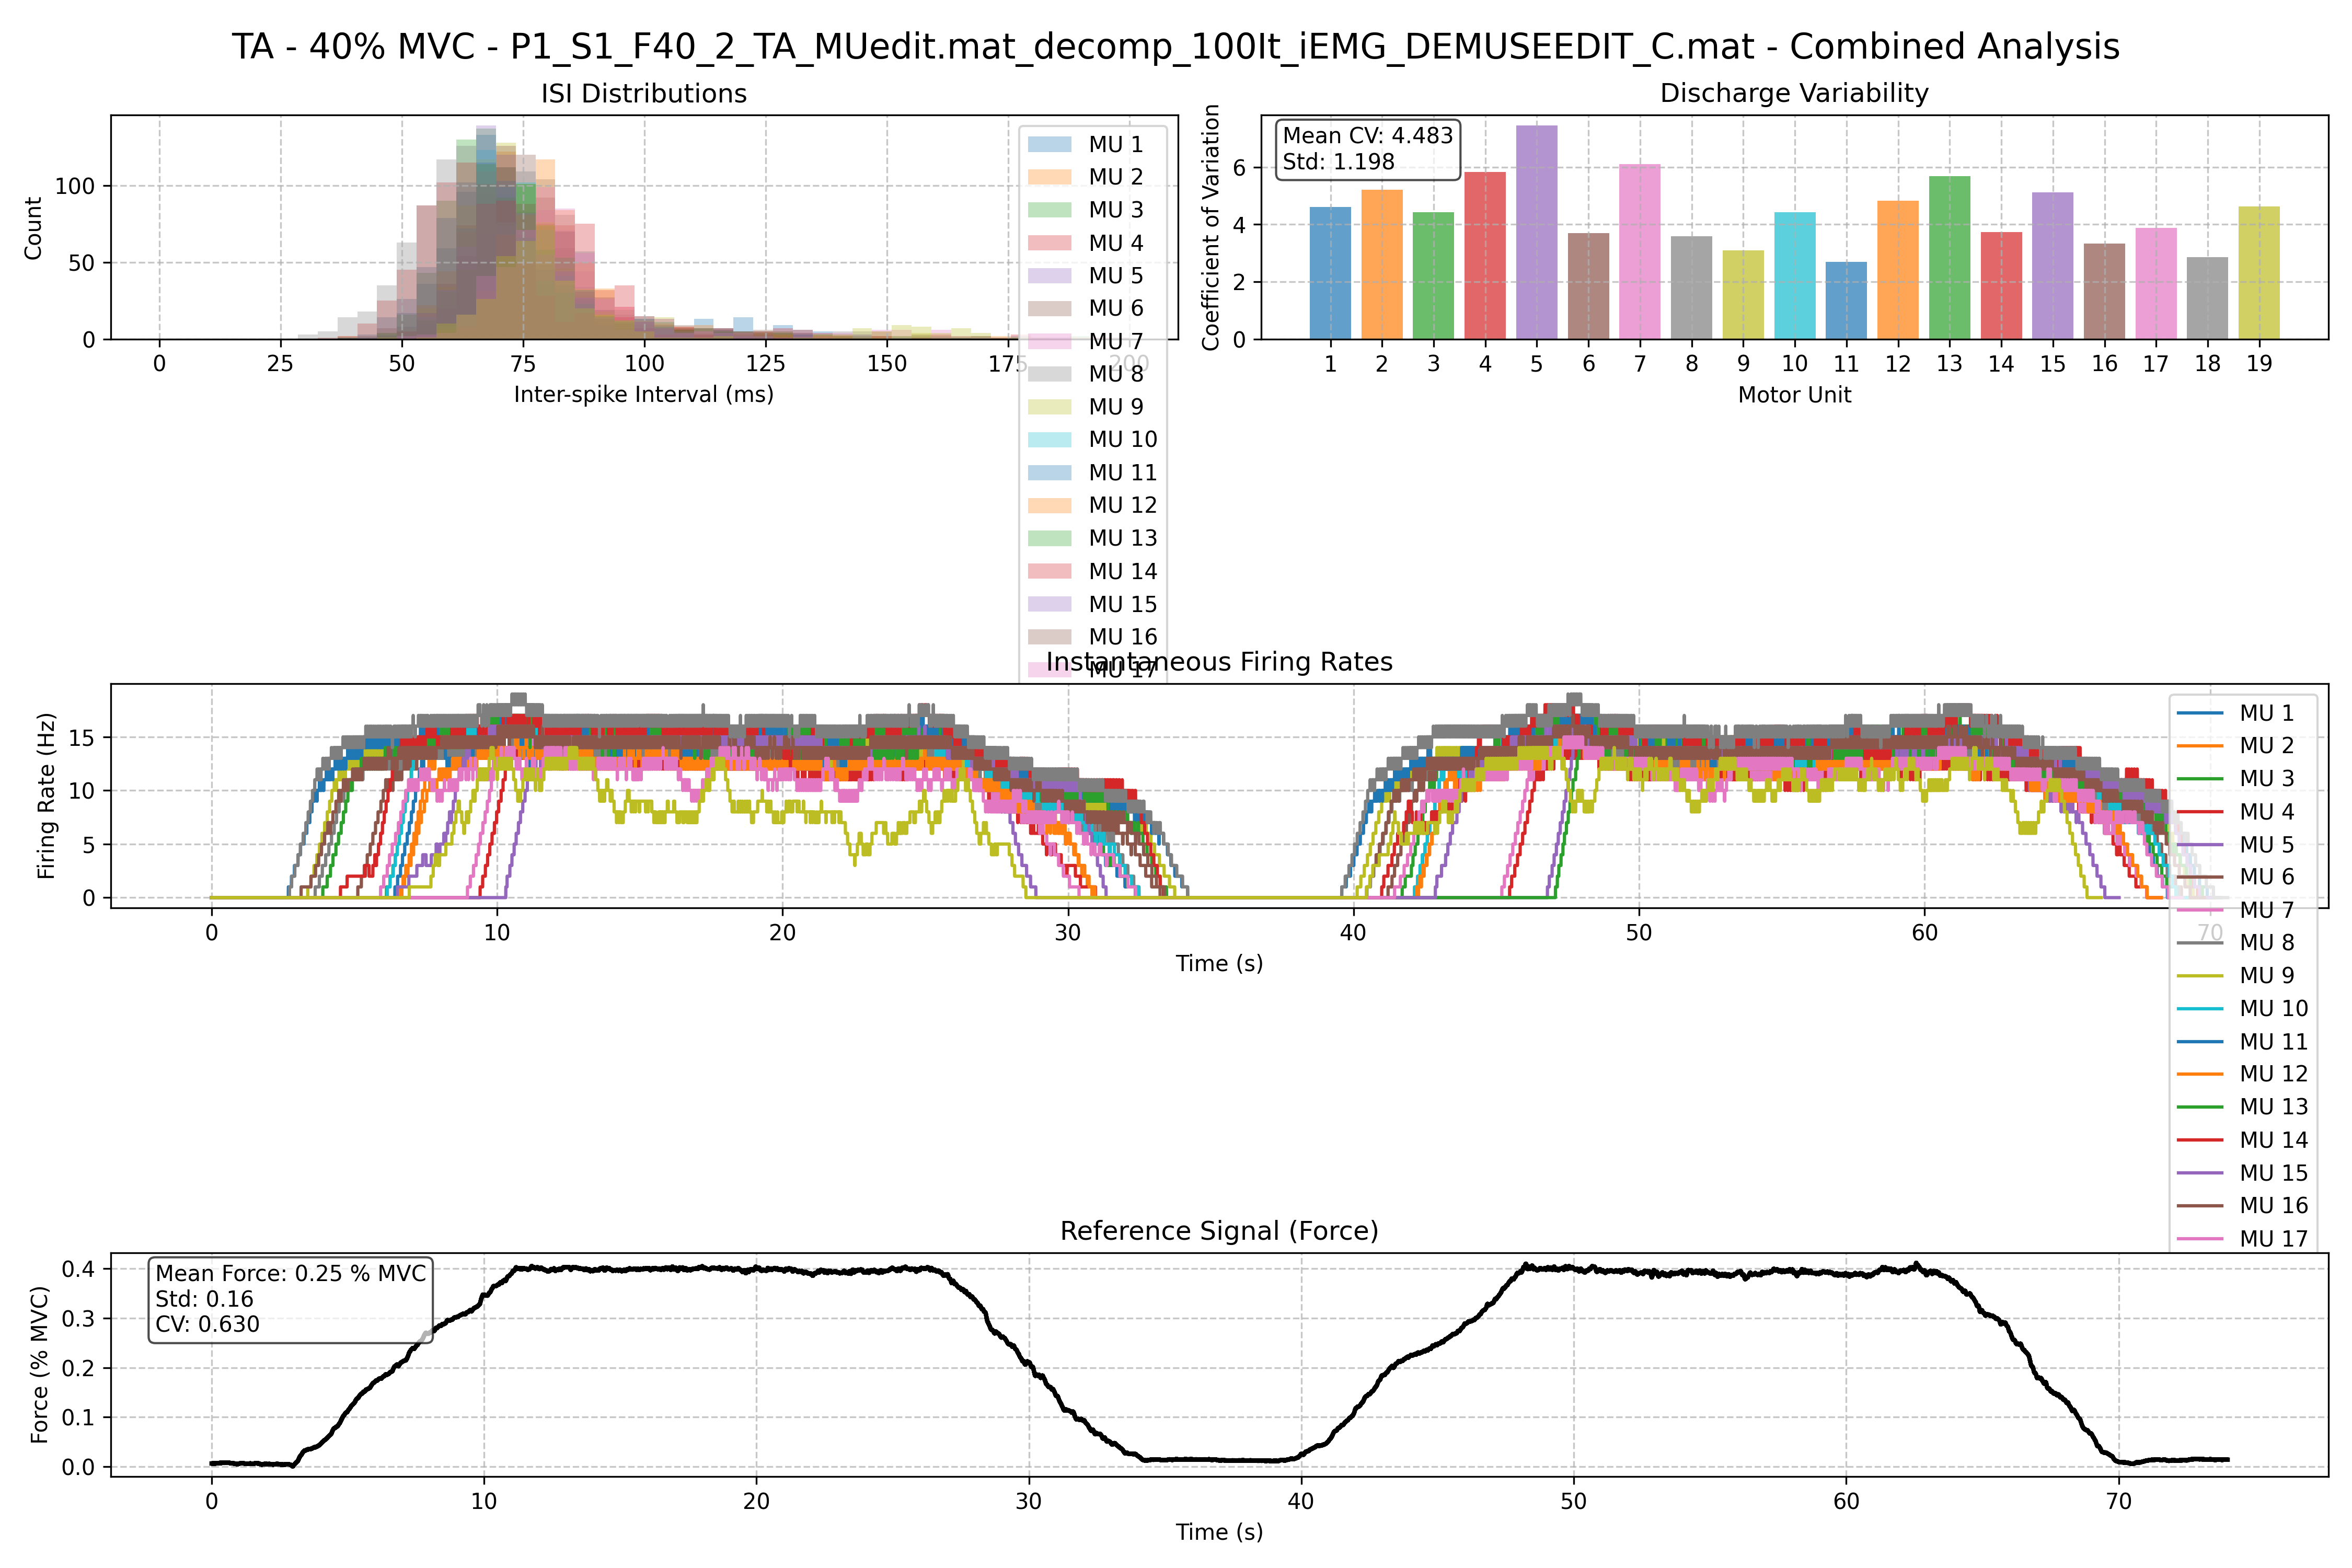 TA - 40% MVC - P1_S1_F40_2_TA_MUedit.mat_decomp_100It_iEMG_DEMUSEEDIT_C.mat - Combined Analysis
ISI Distributions
Count
100
50
0
0
25
50
75
100
125
150
175
200
Inter-spike Interval (ms)
MU 1
MU 2
MU 3
MU 4
MU 5
MU 6
MU 7
MU 8
MU 9
MU 10
MU 11
MU 12
MU 13
MU 14
MU 15
MU 16
MU 17
Discharge Variability
Coefficient of Variation
Mean CV: 4.483
Std: 1.198
6
4
2
0
1
2
3
4
5
6
7
8
9
10
11
12
13
14
15
16
17
18
19
Motor Unit
Instantaneous Firing Rates
Firing Rate (Hz)
15
10
5
0
0
10
20
30
40
50
60
70
Time (s)
MU 1
MU 2
MU 3
MU 4
MU 5
MU 6
MU 7
MU 8
MU 9
MU 10
MU 11
MU 12
MU 13
MU 14
MU 15
MU 16
MU 17
Reference Signal (Force)
Force (% MVC)
Mean Force: 0.25 % MVC
Std: 0.16
CV: 0.630
0.4
0.3
0.2
0.1
0.0
0
10
20
30
40
50
60
70
Time (s)